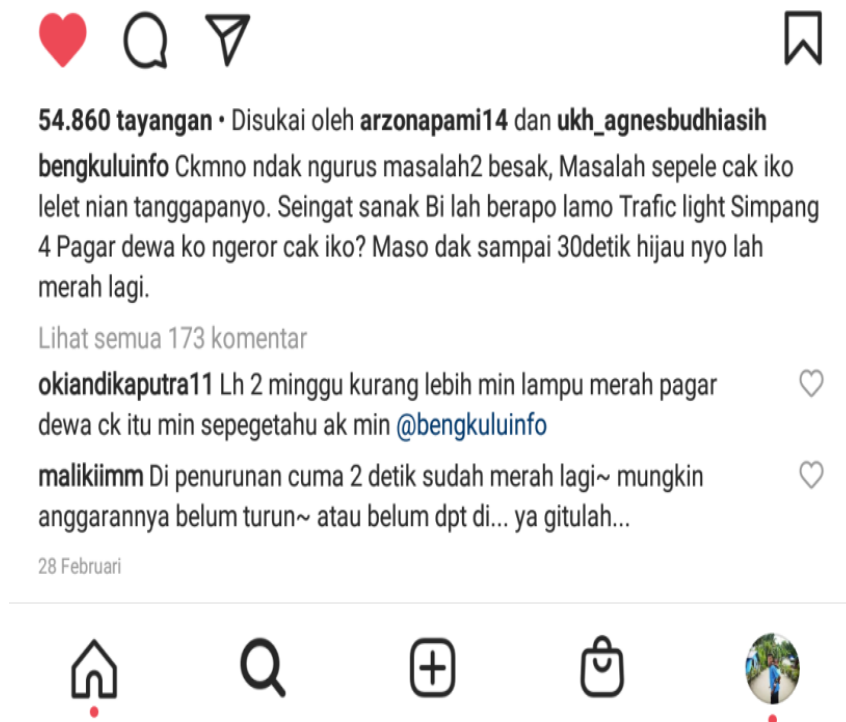 54.860 tayangan • Disukai oleh arzonapami14 dan ukh_agnesbudhiasih
bengkuluinfo Ckmno ndak ngurus masalah2 besak, Masalah sepele cak iko
lelet nian tanggapanyo. Seingat sanak Bi lah berapo lamo Trafic light Simpang
4 Pagar dewa ko ngeror cak iko? Maso dak sampai 30detik hijau nyo lah
merah lagi.
Lihat semua 173 komentar
okiandikaputra11 Lh 2 minggu kurang lebih min lampu merah pagar
dewa ck itu min sepegetahu ak min @bengkuluinfo
malikiimm Di penurunan cuma 2 detik sudah merah lagi~ mungkin
anggarannya belum turun~ atau belum dpt di... ya gitulah...
28 Februari